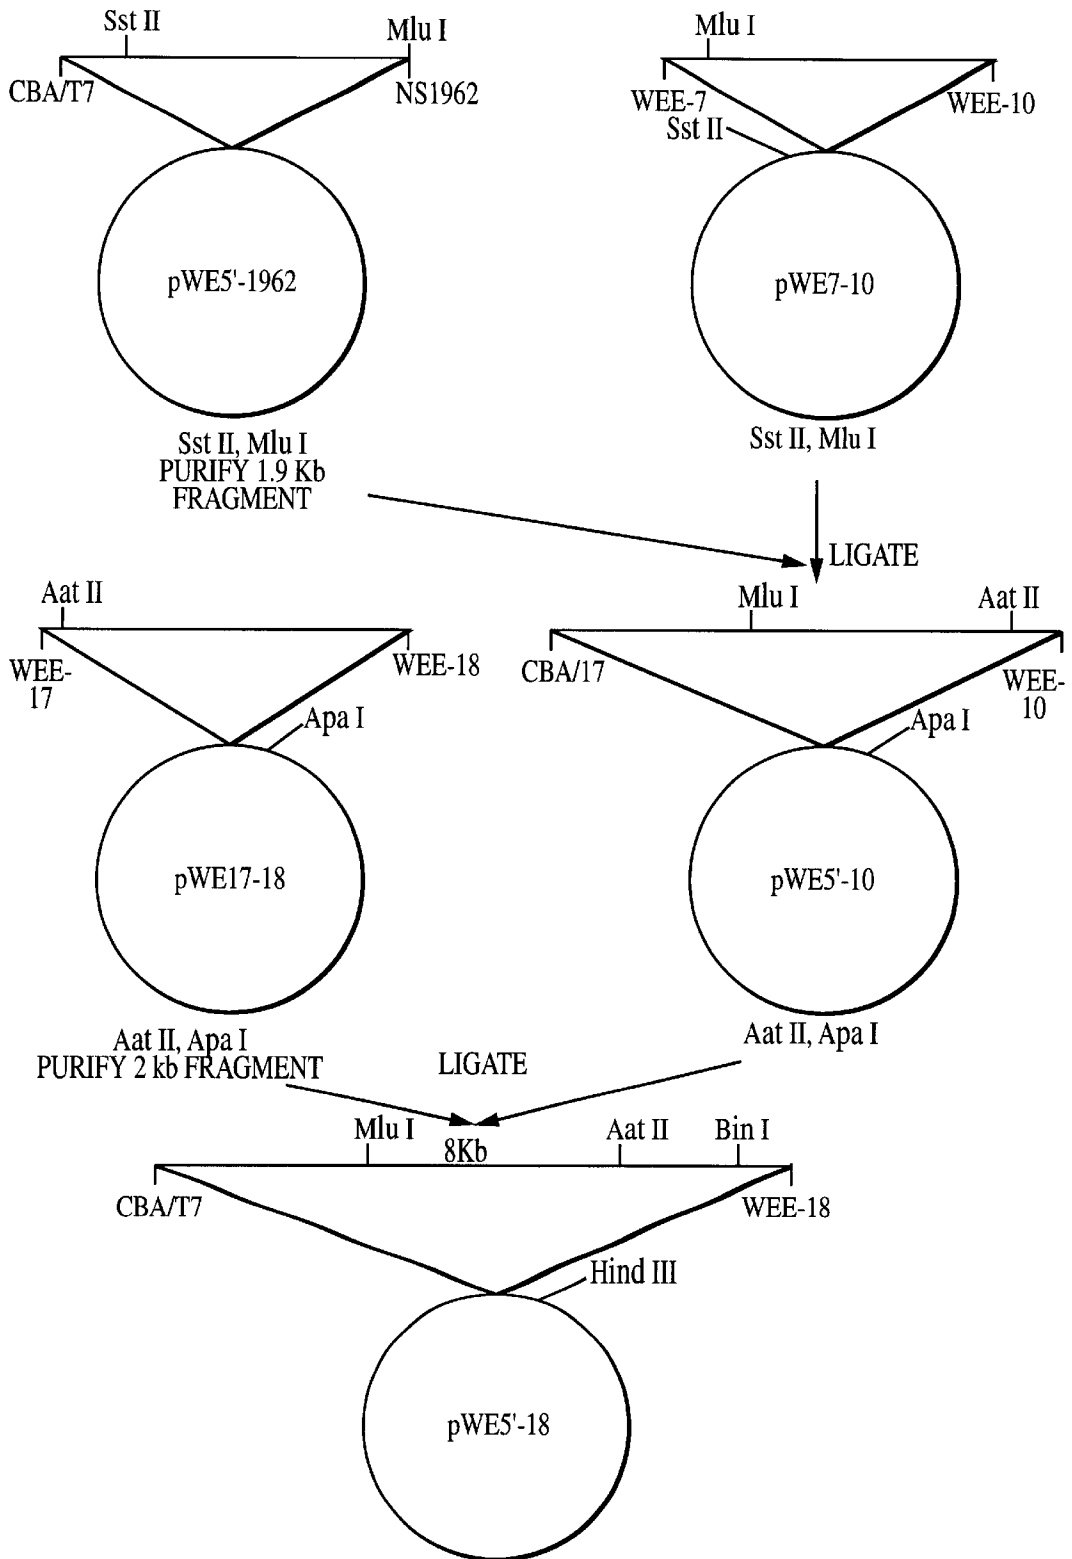 Sst II
Mlu I
CBA/T7
NS1962
pWE5'-1962
Sst II, Mlu I
PURIFY 1.9 Kb
FRAGMENT
Mlu I
WEE-7
WEE-10
Sst II
pWE7-10
Sst II, Mlu I
LIGATE
Aat II
WEE-
17
WEE-18
Apa I
pWE17-18
Aat II, Apa I
PURIFY 2 kb FRAGMENT
Mlu I
Aat II
CBA/17
WEE-
10
Apa I
pWE5'-10
Aat II, Apa I
LIGATE
Mlu I
8Kb
Aat II
Bin I
CBA/T7
WEE-18
Hind III
pWE5'-18